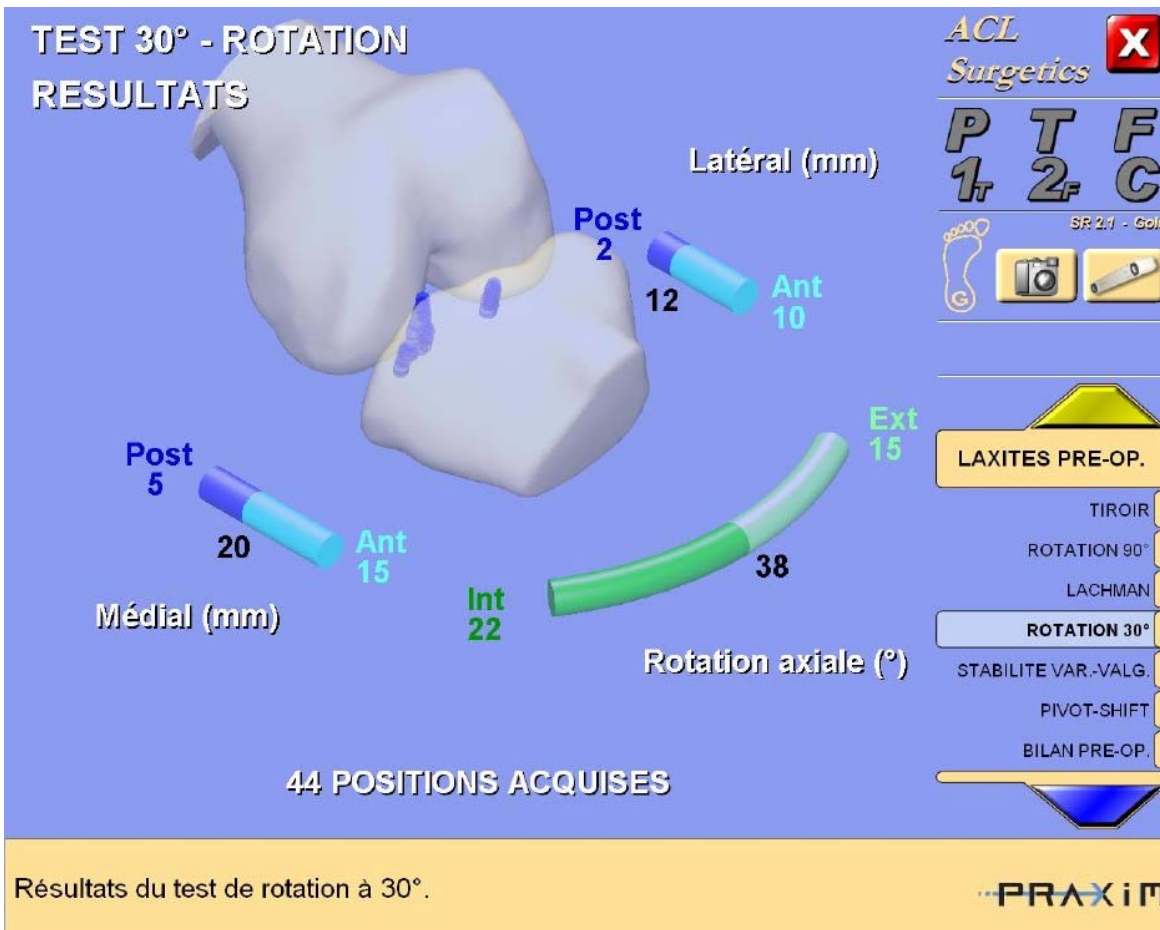 TEST 30° - ROTATION
RESULTATS
ACL
Surgetics
X
P T F
1T 2F C
SR 2.1 - Gol
G
Latéral (mm)
Post
2
12
Ant
10
Post
5
20
Ant
15
Médial (mm)
Ext
15
38
Int
22
Rotation axiale (°)
44 POSITIONS ACQUISES
LAXITES PRE-OP.
TIROIR
ROTATION 90°
LACHMAN
ROTATION 30°
STABILITE VAR.-VALG.
PIVOT-SHIFT
BILAN PRE-OP.
Résultats du test de rotation à 30°.
PRAXiM